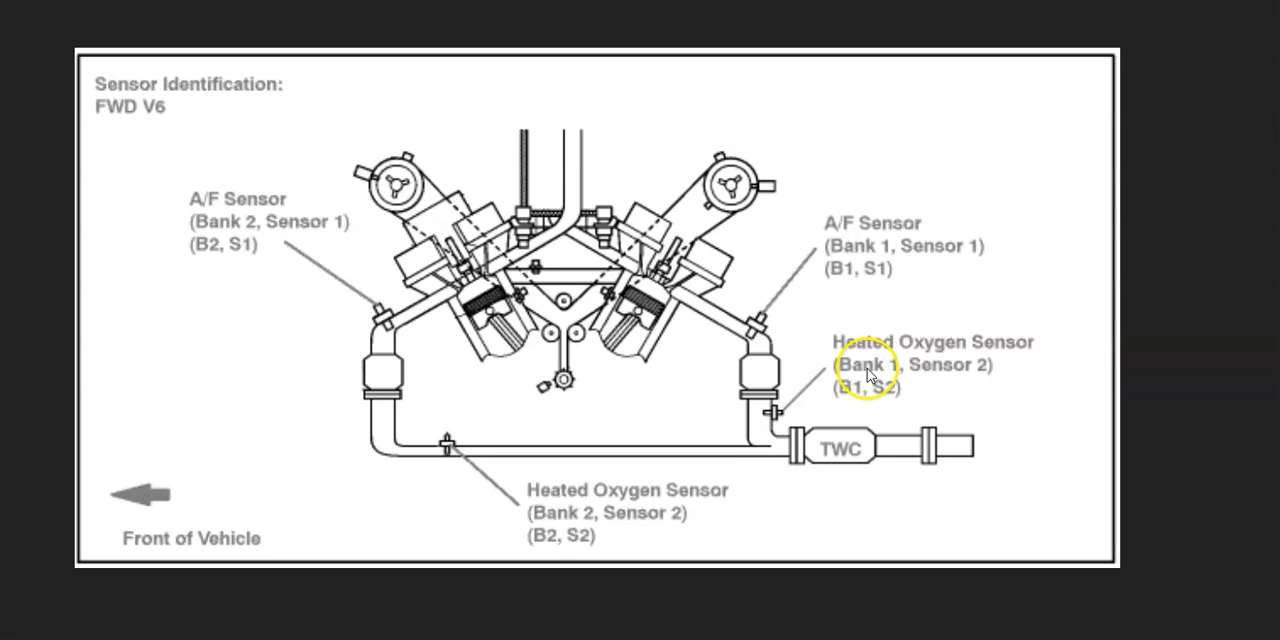 Sensor Identification:
FWD V6
A/F Sensor
(Bank 2, Sensor 1)
(B2, S1)
A/F Sensor
(Bank 1, Sensor 1)
(B1, S1)
Heated Oxygen Sensor
(Bank 1, Sensor 2)
(B1, S2)
TWC
Heated Oxygen Sensor
(Bank 2, Sensor 2)
(B2, S2)
Front of Vehicle